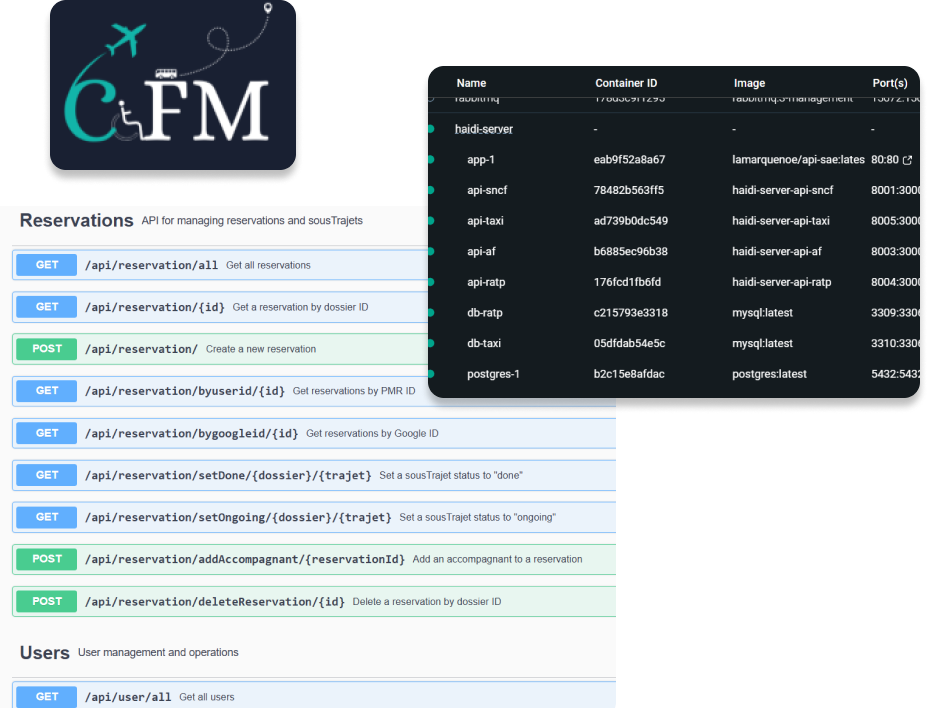 CFM
Name Container ID Image Port(s)
rabbitmq 178d3c9f1293 rabbitmq:3-management
haidi-server - - -
app-1 eab9f52a8a67 lamarquenoe/api-sae:lates 80:80
api-sncf 78482b563ff5 haidi-server-api-sncf 8001:3000
api-taxi ad739b0dc549 haidi-server-api-taxi 8005:3000
api-af b6885ec96b38 haidi-server-api-af 8003:3000
api-ratp 176fcd1fb6fd haidi-server-api-ratp 8004:3000
db-ratp c215793e3318 mysql:latest 3309:3306
db-taxi 05dfdab54e5c mysql:latest 3310:3306
postgres-1 b2c15e8afdac postgres:latest 5432:5432
Reservations API for managing reservations and sousTrajets
GET /api/reservation/all Get all reservations
GET /api/reservation/{id} Get a reservation by dossier ID
POST /api/reservation/ Create a new reservation
GET /api/reservation/byuserid/{id} Get reservations by PMR ID
GET /api/reservation/bygoogleid/{id} Get reservations by Google ID
GET /api/reservation/setDone/{dossier}/{trajet} Set a sousTrajet status to "done"
GET /api/reservation/setOngoing/{dossier}/{trajet} Set a sousTrajet status to "ongoing"
POST /api/reservation/addAccompagnant/{reservationId} Add an accompagnant to a reservation
POST /api/reservation/deleteReservation/{id} Delete a reservation by dossier ID
Users User management and operations
GET /api/user/all Get all users